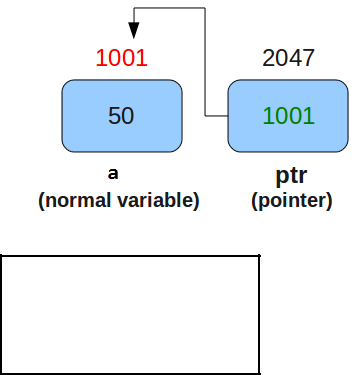 1001 2047
50 1001
a ptr
(normal variable) (pointer)